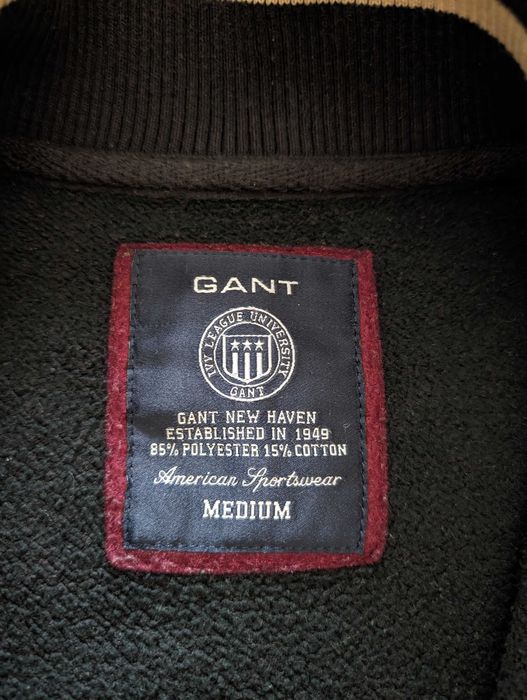 GANT
IVY LEAGUE UNIVERSITY
GANT
GANT NEW HAVEN
ESTABLISHED IN 1949
85% POLYESTER 15% COTTON
American Sportswear
MEDIUM